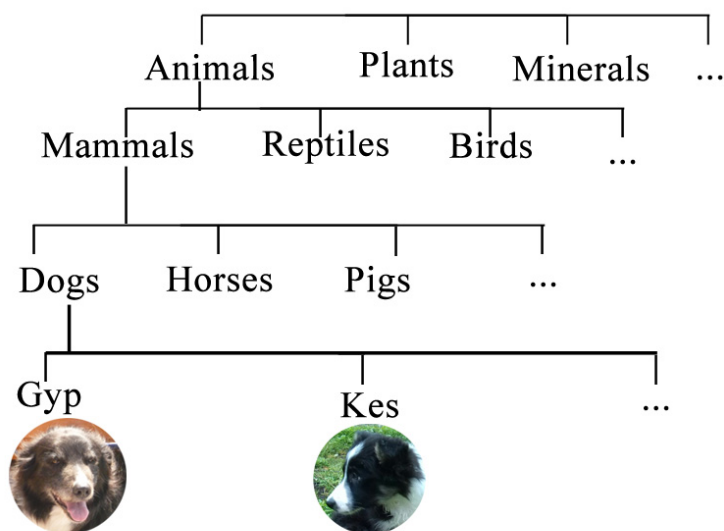 Animals Plants Minerals ...
Mammals Reptiles Birds ...
Dogs Horses Pigs ...
Gyp Kes ...